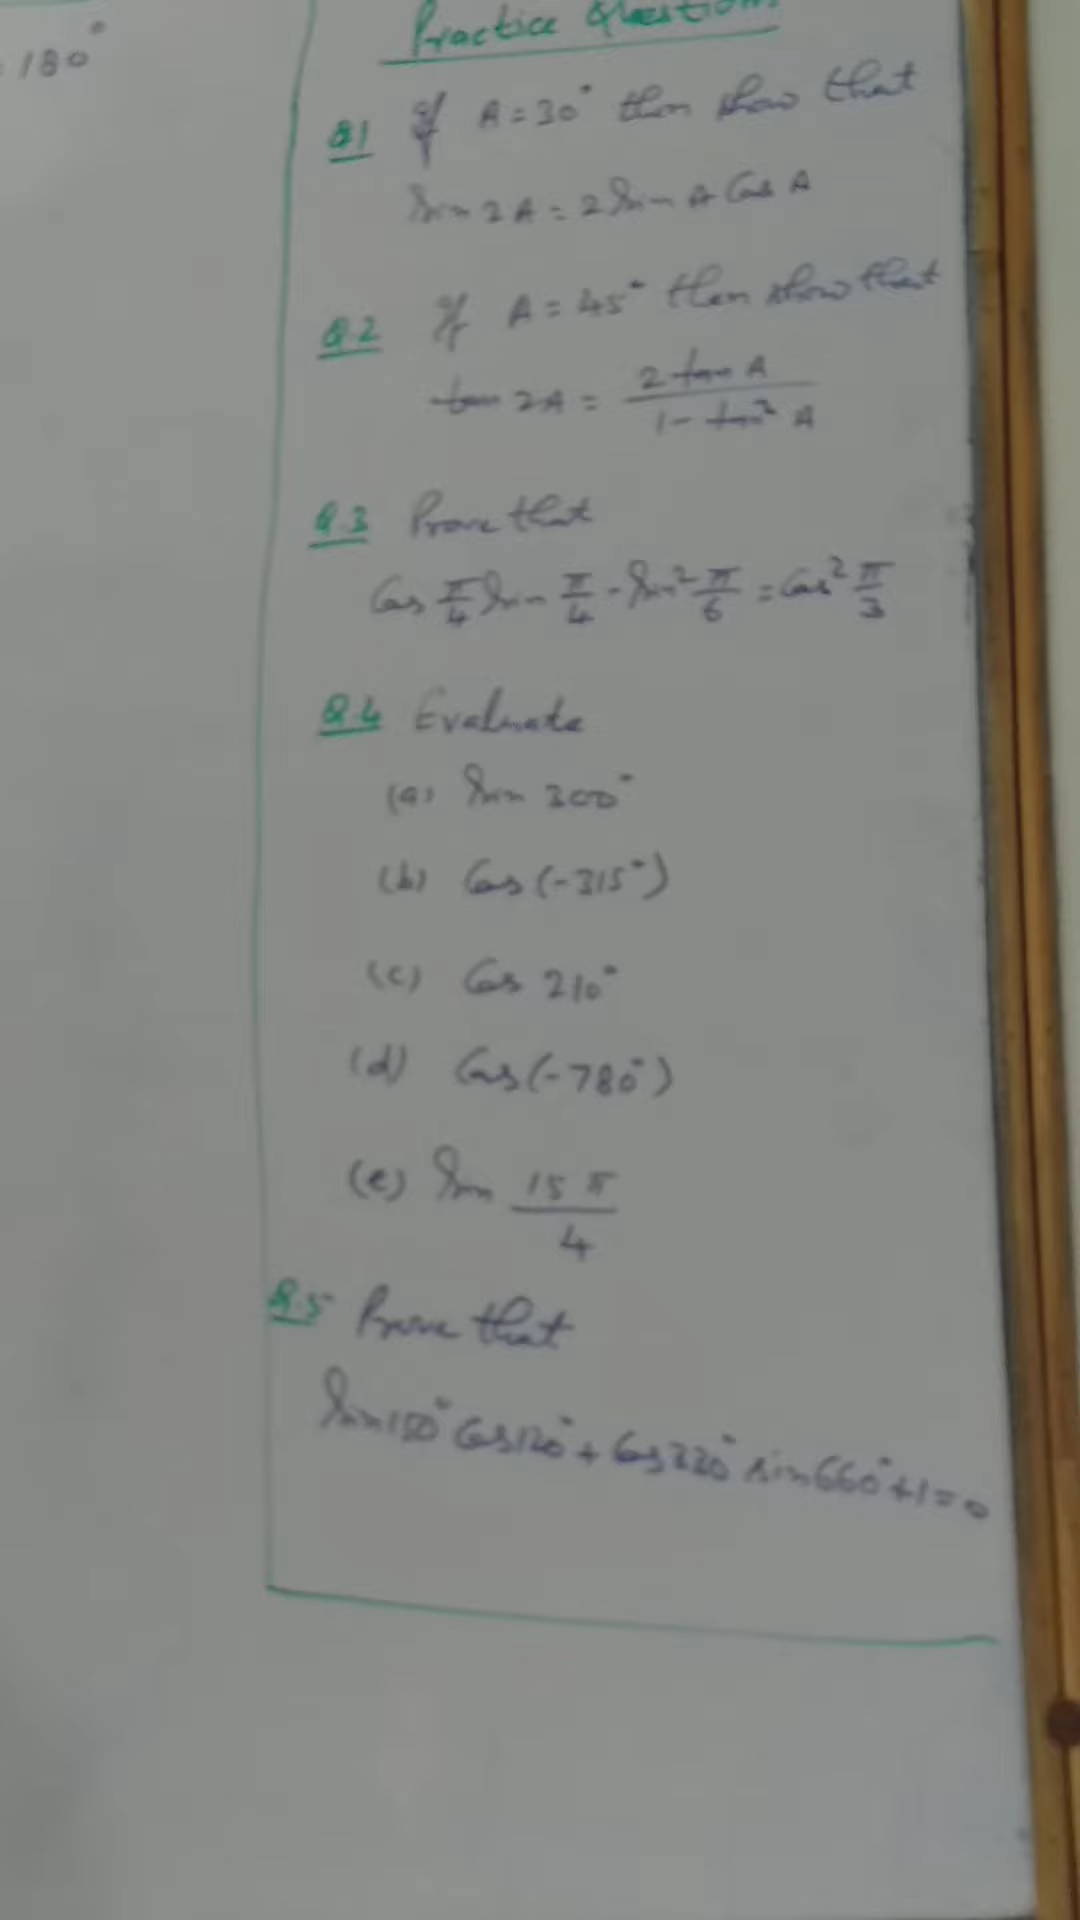 = 180°
Practice Questions
Q1 If A = 30° then show that
Sin 2A = 2 Sin A Cos A
Q.2 If A = 45° then show that
tan 2A = 2 tan A / 1 - tan² A
Q.3 Prove that
Cos π/4 Sin π/4 - Sin² π/6 = Cos² π/3
Q.4 Evaluate
(a) Sin 300°
(b) Cos (-315°)
(c) Cos 210°
(d) Cos (-780°)
(e) Sin 15 π / 4
Q.5 Prove that
Sin 150° Cos 120° + Cos 330° sin 660° + 1 = 0